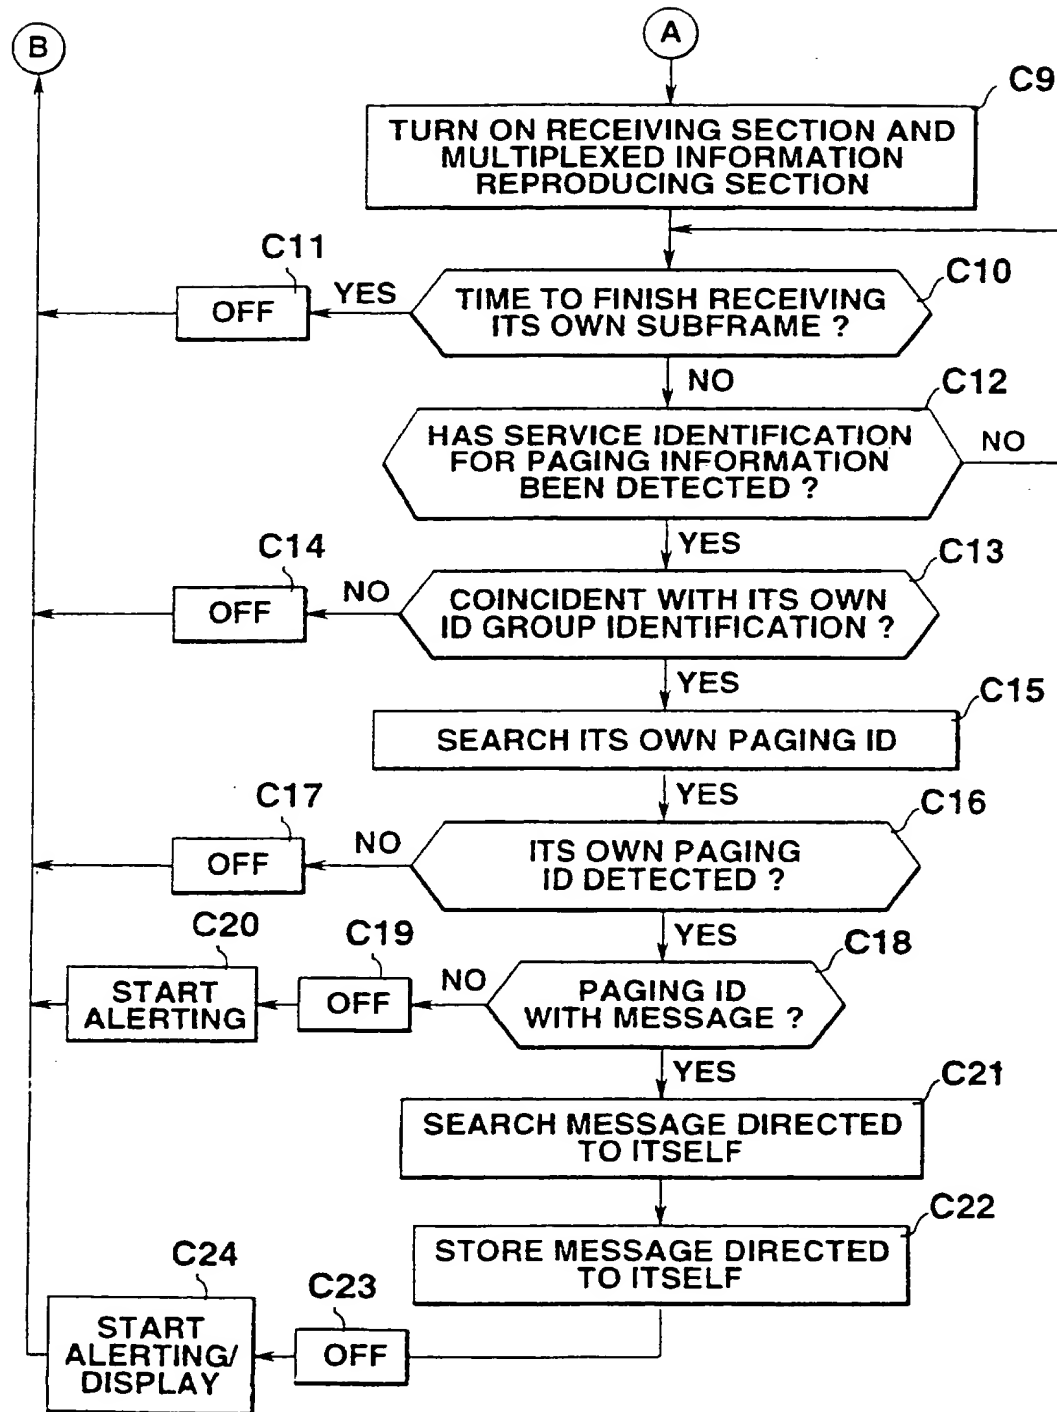 B
A
C9
TURN ON RECEIVING SECTION AND
MULTIPLEXED INFORMATION
REPRODUCING SECTION
C11
OFF
YES
C10
TIME TO FINISH RECEIVING
ITS OWN SUBFRAME ?
NO
C12
HAS SERVICE IDENTIFICATION
FOR PAGING INFORMATION
BEEN DETECTED ?
NO
YES
C14
OFF
NO
C13
COINCIDENT WITH ITS OWN
ID GROUP IDENTIFICATION ?
YES
C15
SEARCH ITS OWN PAGING ID
YES
C17
OFF
NO
C16
ITS OWN PAGING
ID DETECTED ?
YES
C20
START
ALERTING
C19
OFF
NO
C18
PAGING ID
WITH MESSAGE ?
YES
C21
SEARCH MESSAGE DIRECTED
TO ITSELF
C22
STORE MESSAGE DIRECTED
TO ITSELF
C24
START
ALERTING/
DISPLAY
C23
OFF